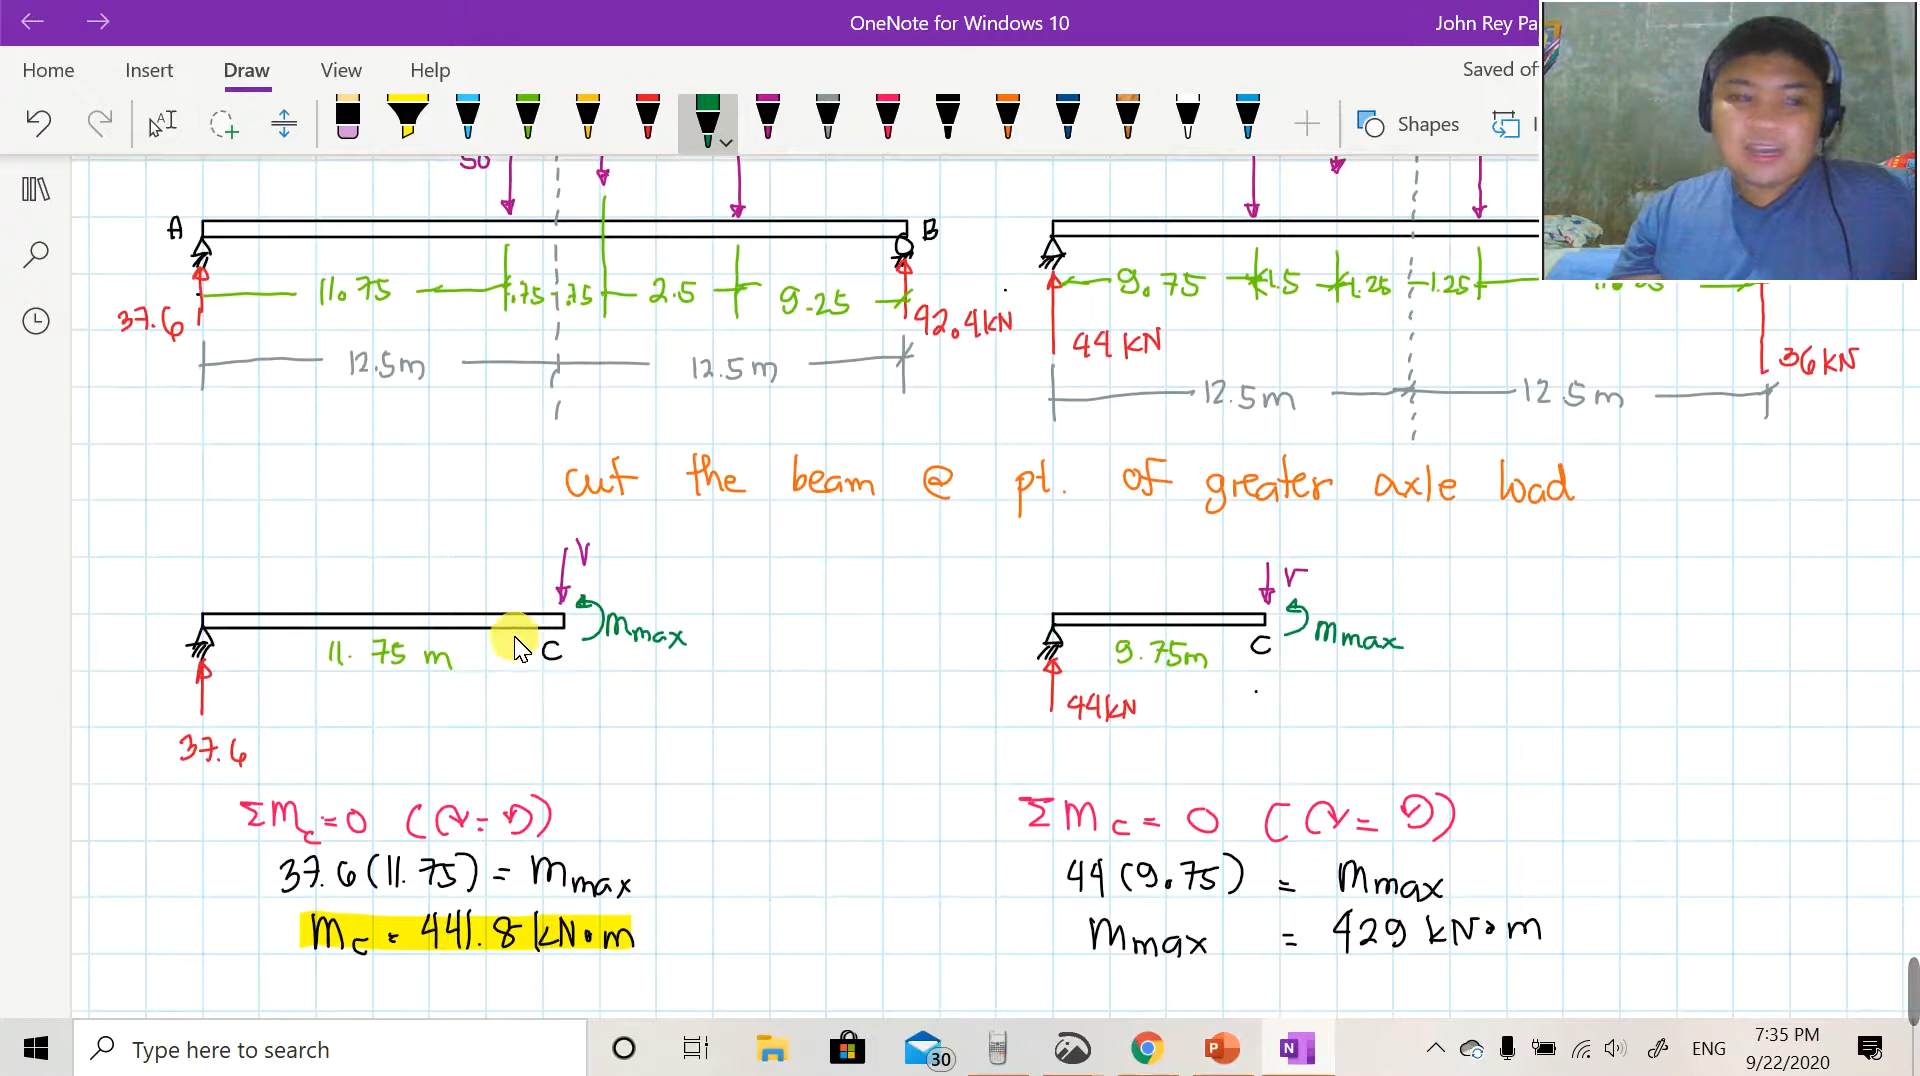 OneNote for Windows 10
John Rey Pa
Home Insert Draw View Help
Saved of
Shapes
50
A B
11.75 .75 .75 2.5 9.25
37.6 92.4kN
12.5m 12.5m
9.75 1.5 1.25 1.25
44 kN 36kN
12.5m 12.5m
cut the beam @ pt. of greater axle load
V
Mmax
11.75 m C
37.6
ΣMc=0
37.6(11.75) = Mmax
Mc = 441.8 kN·m
V
Mmax
9.75m C
44kN
ΣMc = 0
44(9.75) = Mmax
Mmax = 429 kN·m
Type here to search
30
ENG
7:35 PM
9/22/2020